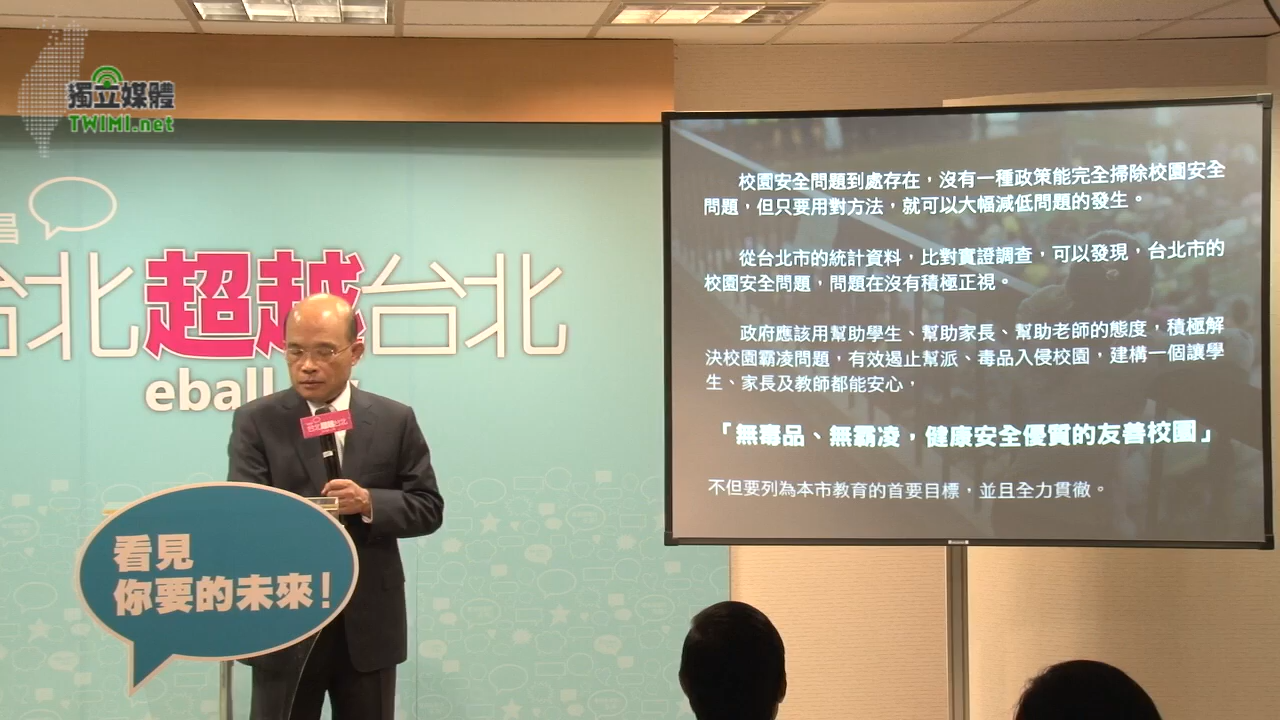 獨立媒體
TWIMI.net
昌
台北超越台北
eball
台北超越台北
看見
你要的未來!
校園安全問題到處存在，沒有一種政策能完全掃除校園安全
問題，但只要用對方法，就可以大幅減低問題的發生。
從台北市的統計資料，比對實證調查，可以發現，台北市的
校園安全問題，問題在沒有積極正視。
政府應該用幫助學生、幫助家長、幫助老師的態度，積極解
決校園霸凌問題，有效遏止幫派、毒品入侵校園，建構一個讓學
生、家長及教師都能安心，
「無毒品、無霸凌，健康安全優質的友善校園」
不但要列為本市教育的首要目標，並且全力貫徹。